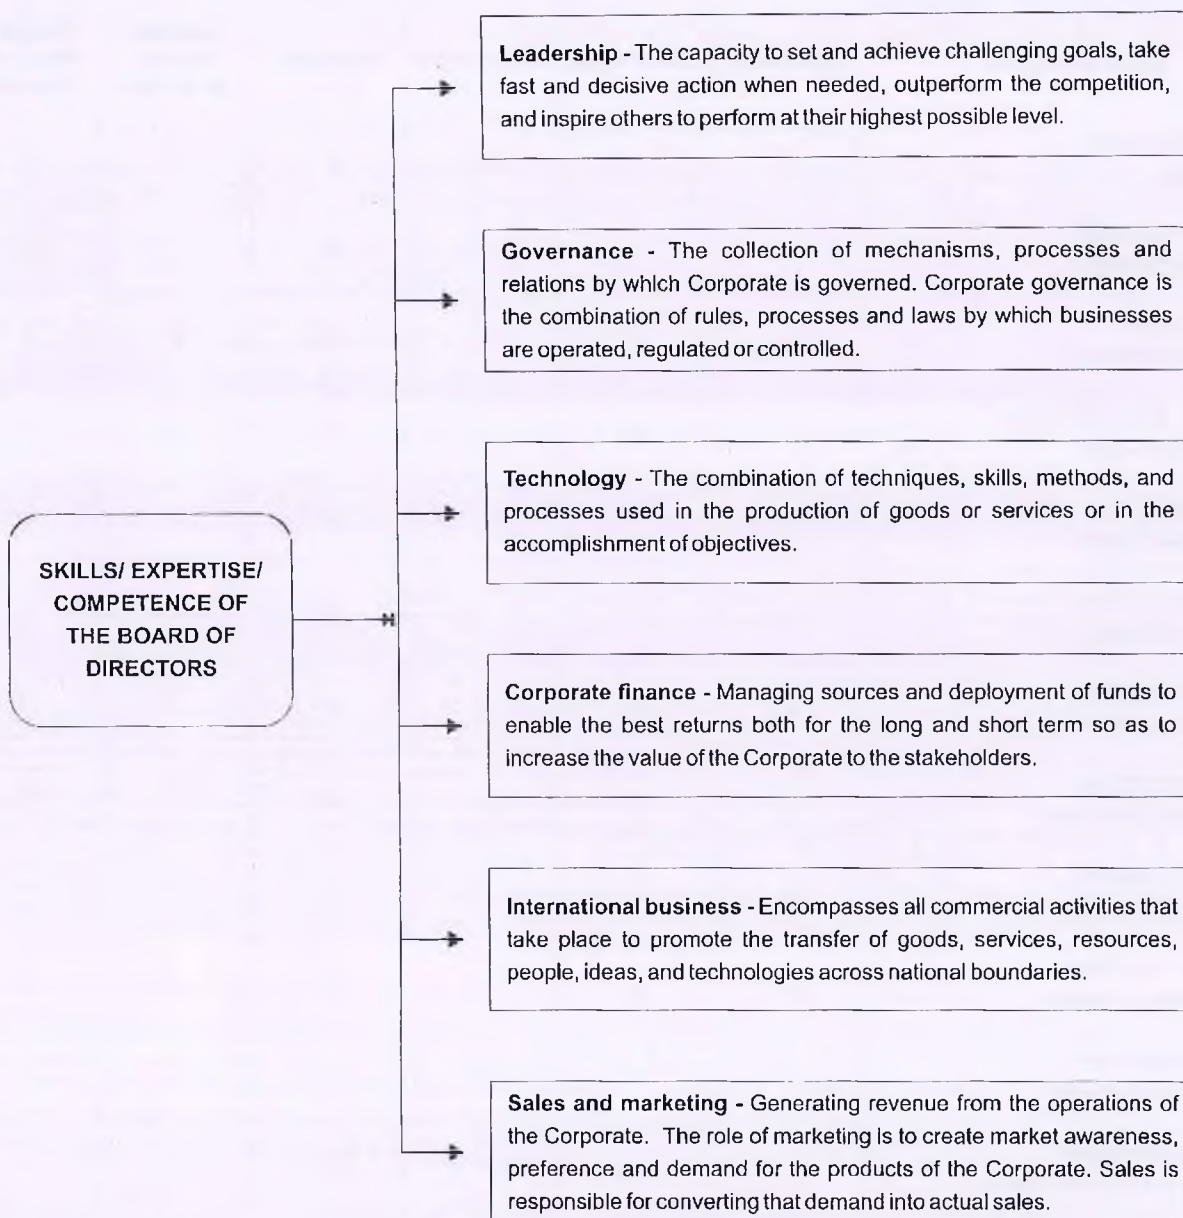 Leadership - The capacity to set and achieve challenging goals, take
fast and decisive action when needed, outperform the competition,
and inspire others to perform at their highest possible level.
Governance - The collection of mechanisms, processes and
relations by which Corporate is governed. Corporate governance is
the combination of rules, processes and laws by which businesses
are operated, regulated or controlled.
Technology - The combination of techniques, skills, methods, and
processes used in the production of goods or services or in the
accomplishment of objectives.
SKILLS/ EXPERTISE/
COMPETENCE OF
THE BOARD OF
DIRECTORS
Corporate finance - Managing sources and deployment of funds to
enable the best returns both for the long and short term so as to
increase the value of the Corporate to the stakeholders.
International business - Encompasses all commercial activities that
take place to promote the transfer of goods, services, resources,
people, ideas, and technologies across national boundaries.
Sales and marketing - Generating revenue from the operations of
the Corporate. The role of marketing is to create market awareness,
preference and demand for the products of the Corporate. Sales is
responsible for converting that demand into actual sales.